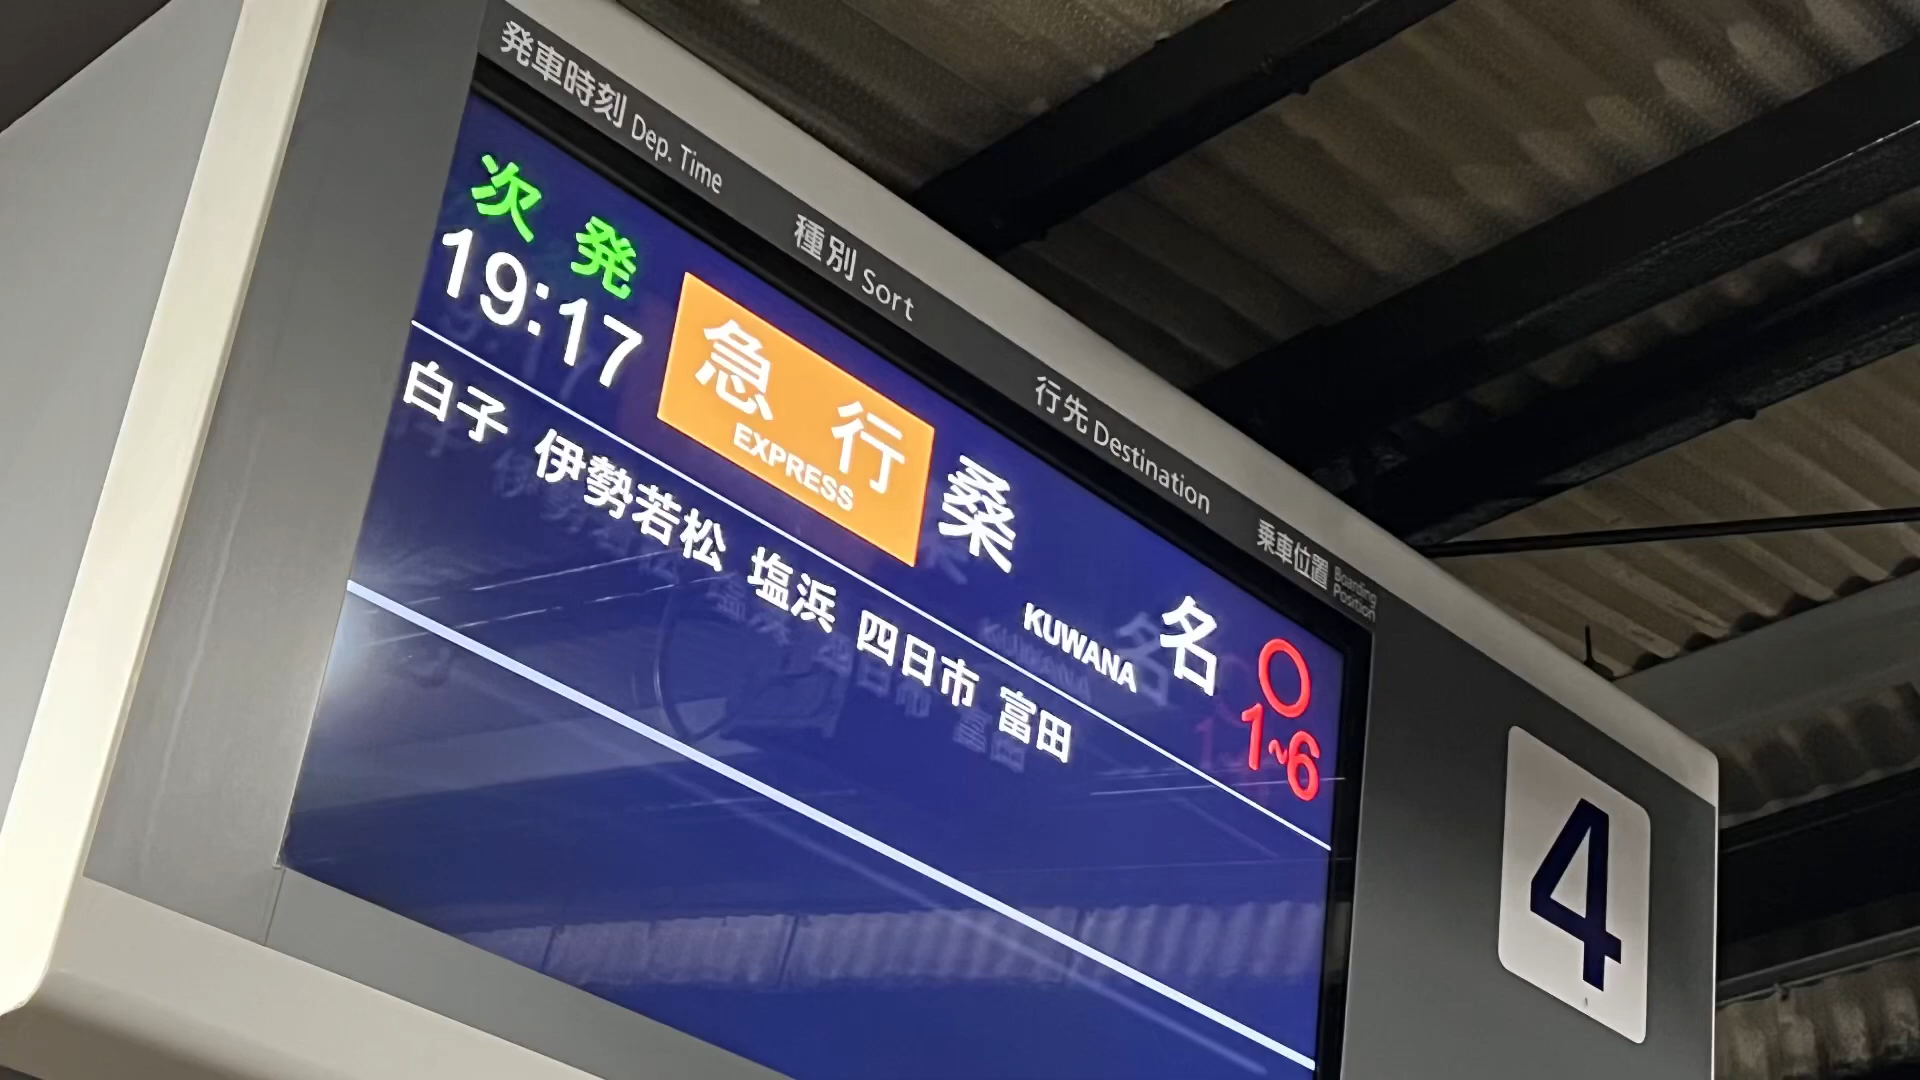 発車時刻 Dep. Time 種別 Sort 行先 Destination 乗車位置 Boarding Position
次発
19:17 急行 EXPRESS 桑名 KUWANA ○ 1~6
白子 伊勢若松 塩浜 四日市 富田
4